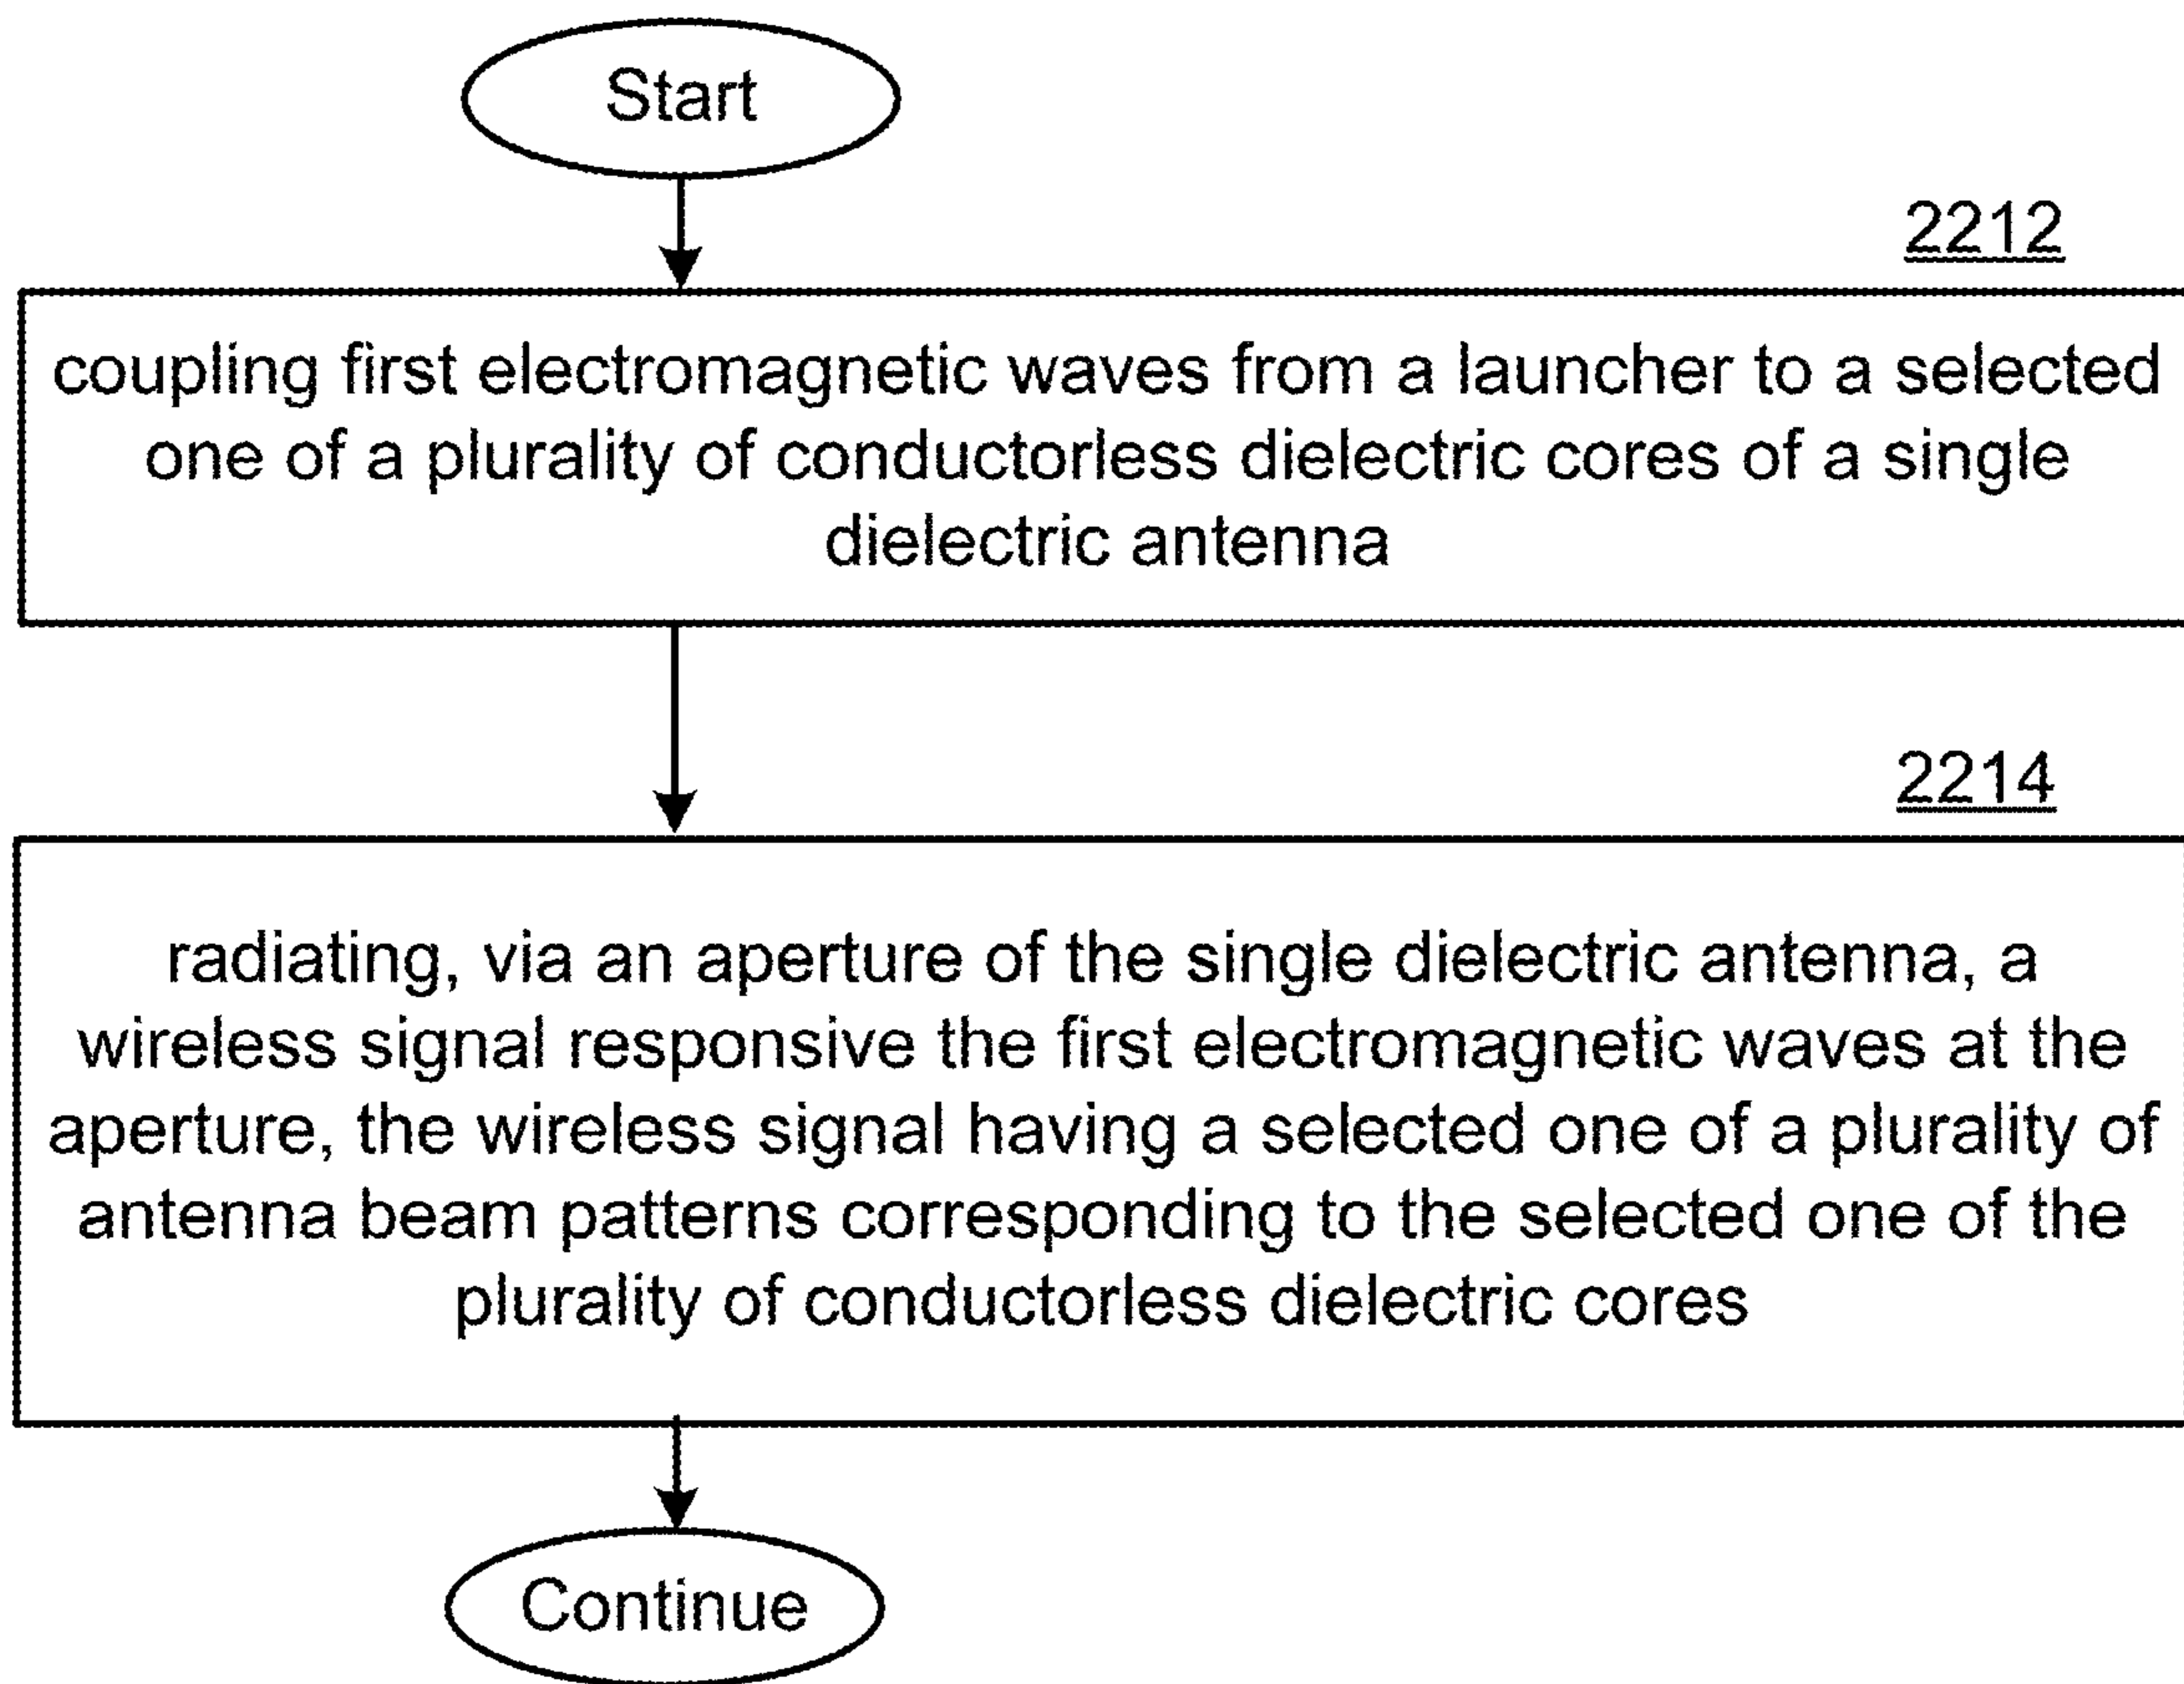 Start
2212
coupling first electromagnetic waves from a launcher to a selected
one of a plurality of conductorless dielectric cores of a single
dielectric antenna
2214
radiating, via an aperture of the single dielectric antenna, a
wireless signal responsive the first electromagnetic waves at the
aperture, the wireless signal having a selected one of a plurality of
antenna beam patterns corresponding to the selected one of the
plurality of conductorless dielectric cores
Continue